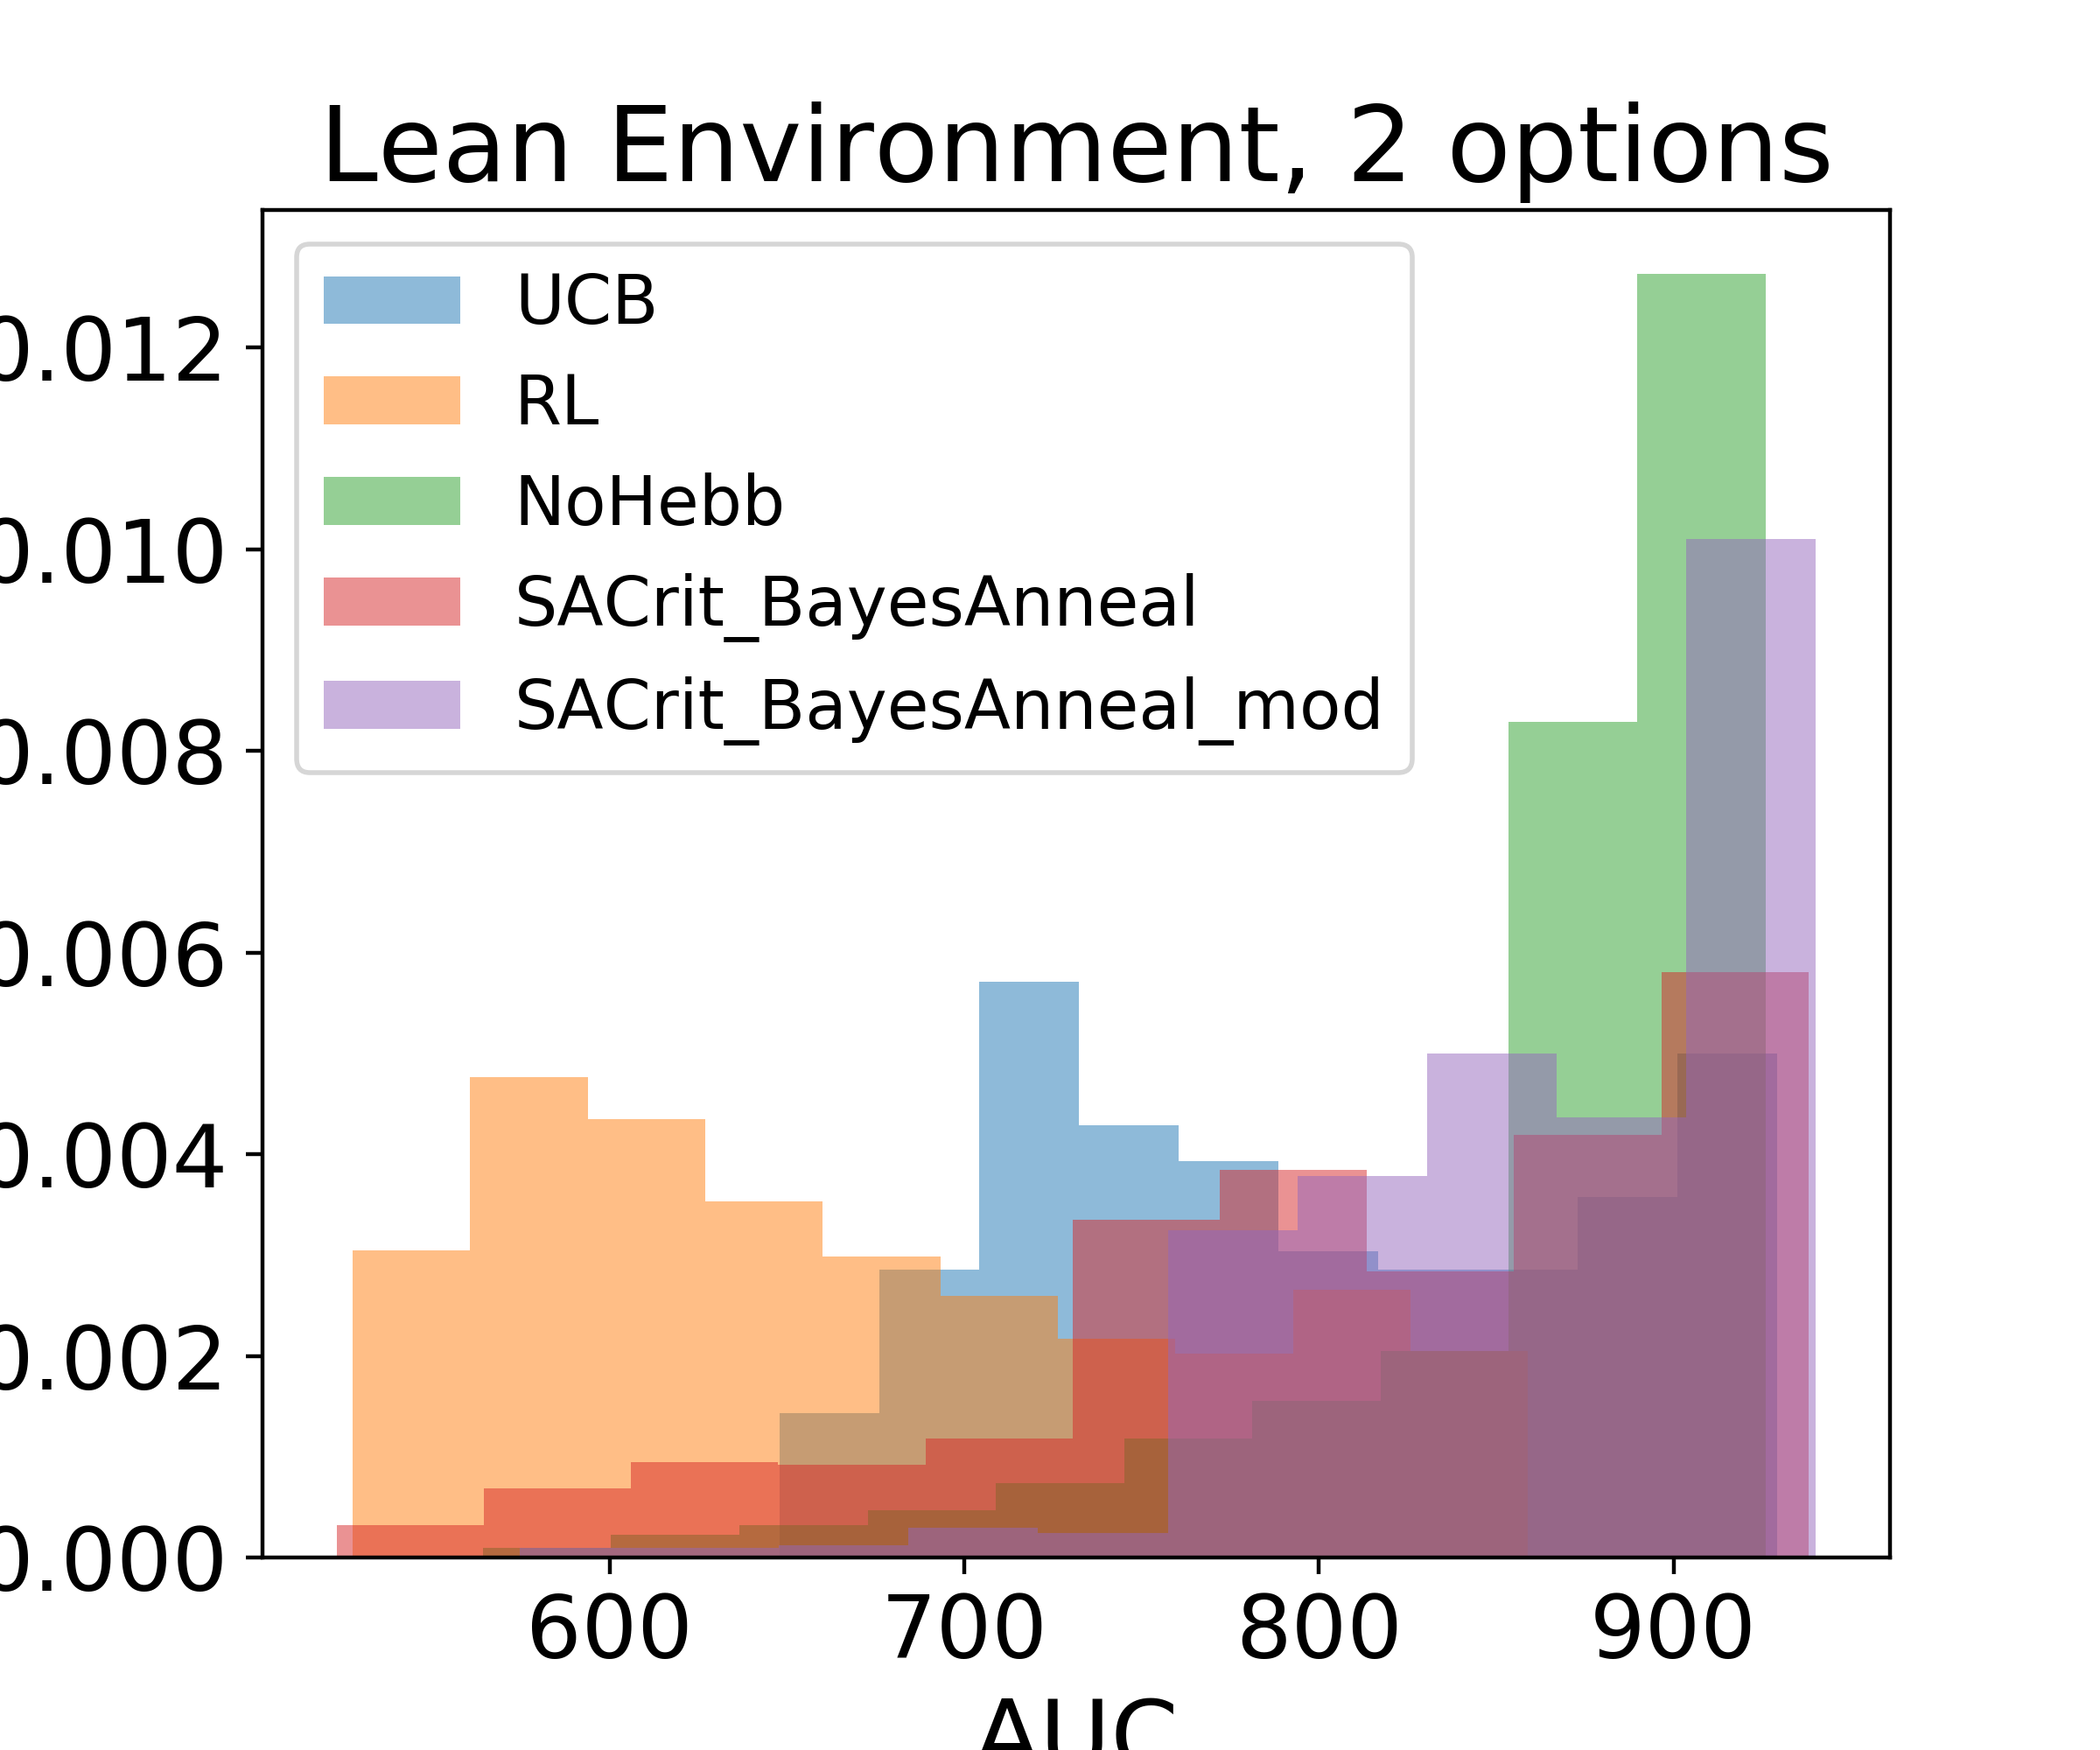 Lean Environment, 2 options
UCB
RL
NoHebb
SACrit_BayesAnneal
SACrit_BayesAnneal_mod
0.012
0.010
0.008
0.006
0.004
0.002
0.000
600 700 800 900
AUC